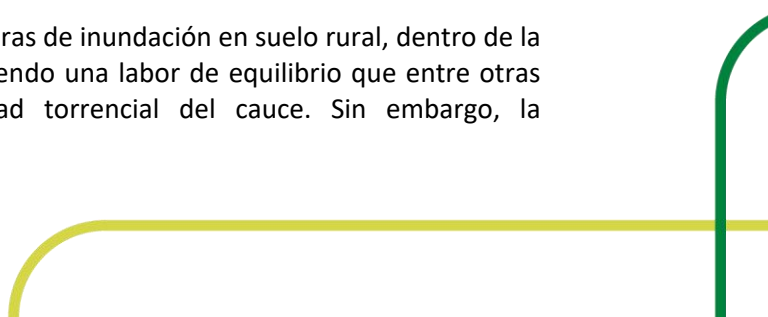 ras de inundación en suelo rural, dentro de la
endo una labor de equilibrio que entre otras
ad torrencial del cauce. Sin embargo, la